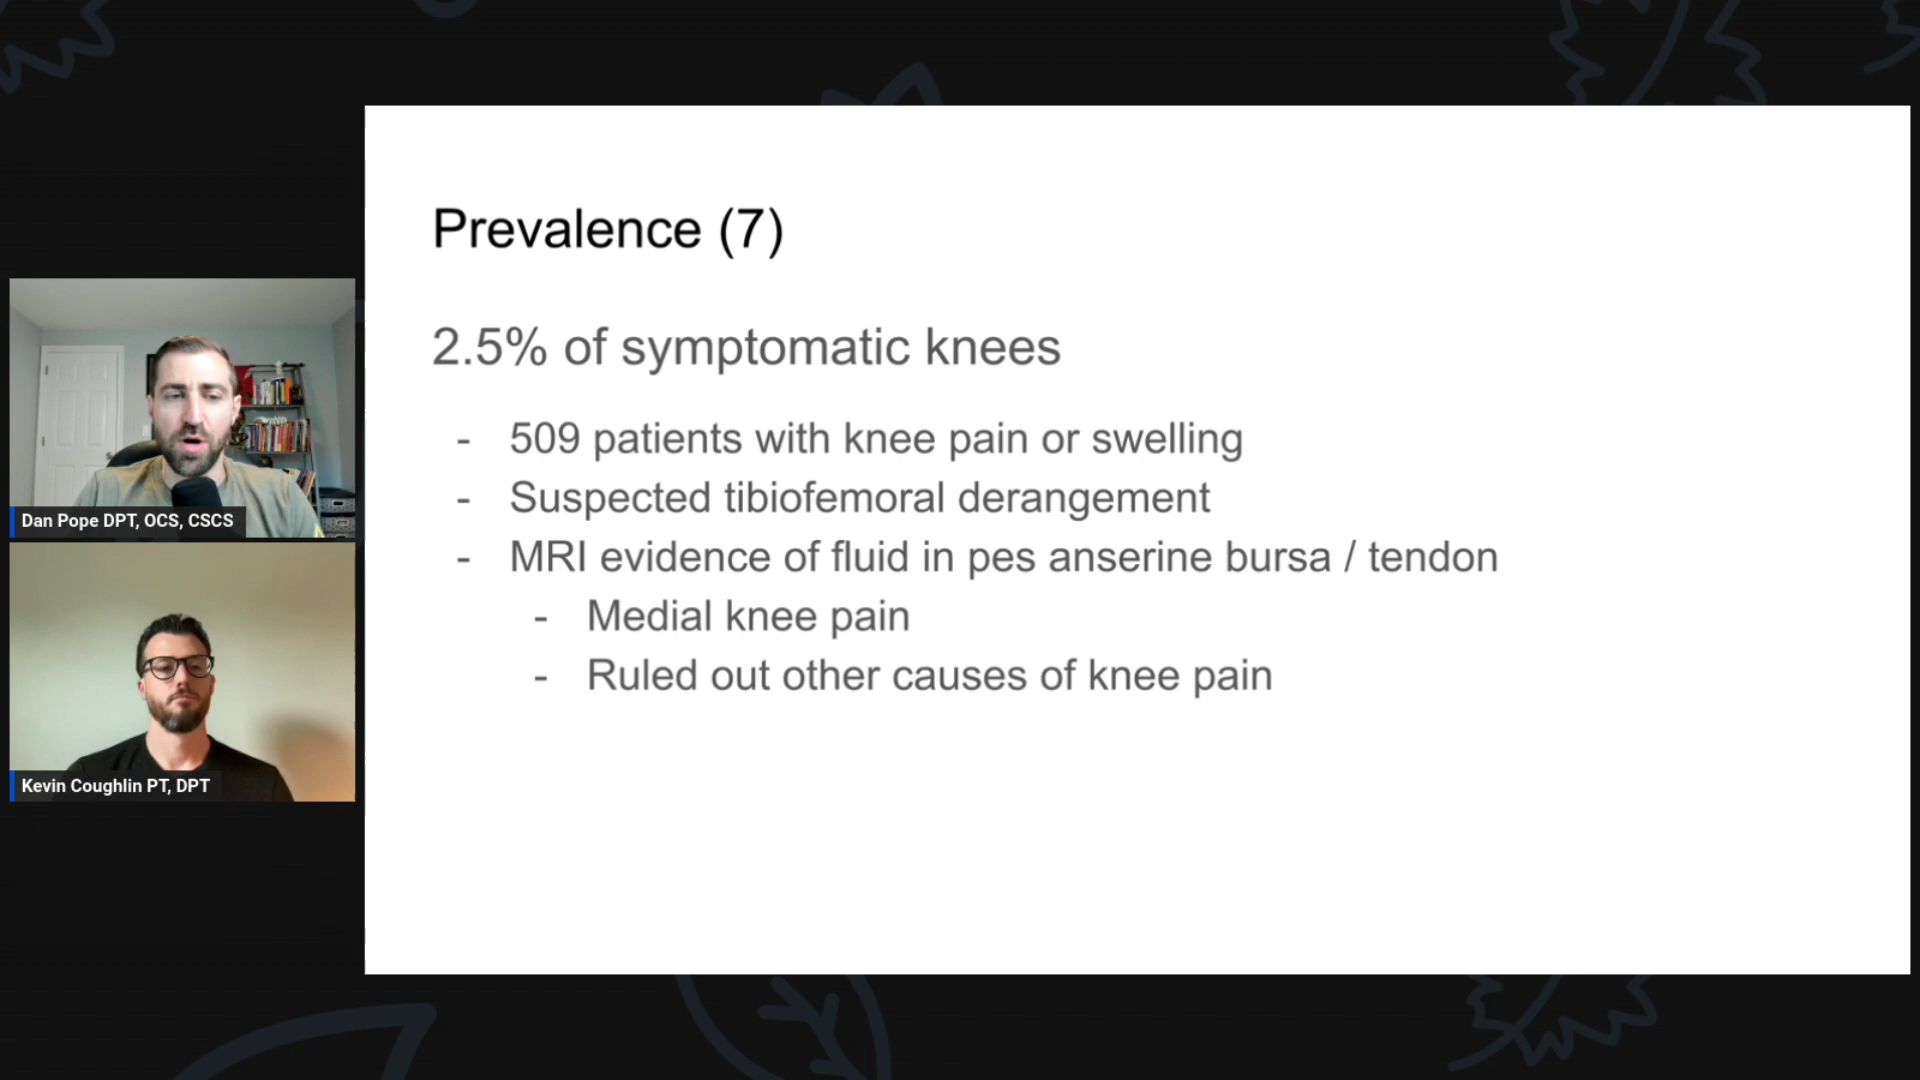 Prevalence (7)
2.5% of symptomatic knees
- 509 patients with knee pain or swelling
- Suspected tibiofemoral derangement
- MRI evidence of fluid in pes anserine bursa / tendon
- Medial knee pain
- Ruled out other causes of knee pain
Dan Pope DPT, OCS, CSCS
Kevin Coughlin PT, DPT